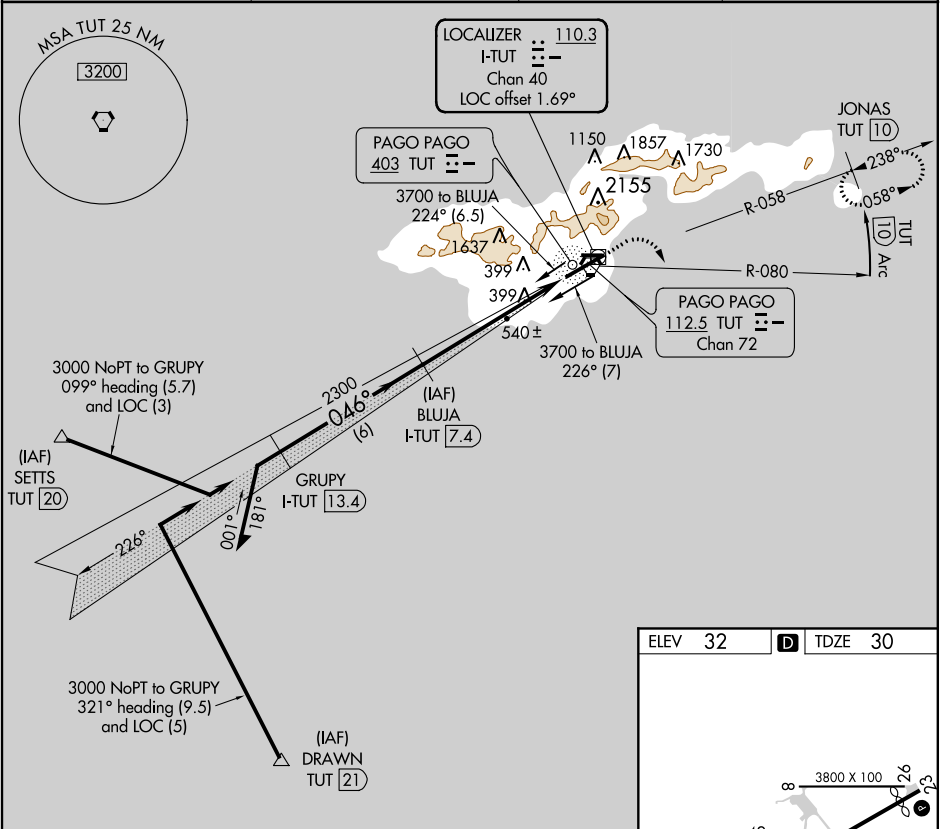 MSA TUT 25 NM
3200
LOCALIZER 110.3
I-TUT
Chan 40
LOC offset 1.69°
PAGO PAGO
403 TUT
3700 to BLUJA
224° (6.5)
1150
1857
1730
2155
1637
399
399
540 ±
JONAS
TUT 10
238°
058°
R-058
TUT
10 Arc
R-080
PAGO PAGO
112.5 TUT
Chan 72
3700 to BLUJA
226° (7)
3000 NoPT to GRUPY
099° heading (5.7)
and LOC (3)
2300
046°
(6)
(IAF)
BLUJA
I-TUT 7.4
(IAF)
SETTS
TUT 20
GRUPY
I-TUT 13.4
001°
181°
226°
3000 NoPT to GRUPY
321° heading (9.5)
and LOC (5)
(IAF)
DRAWN
TUT 21
ELEV 32
D
TDZE 30
8
3800 X 100
26
23
P